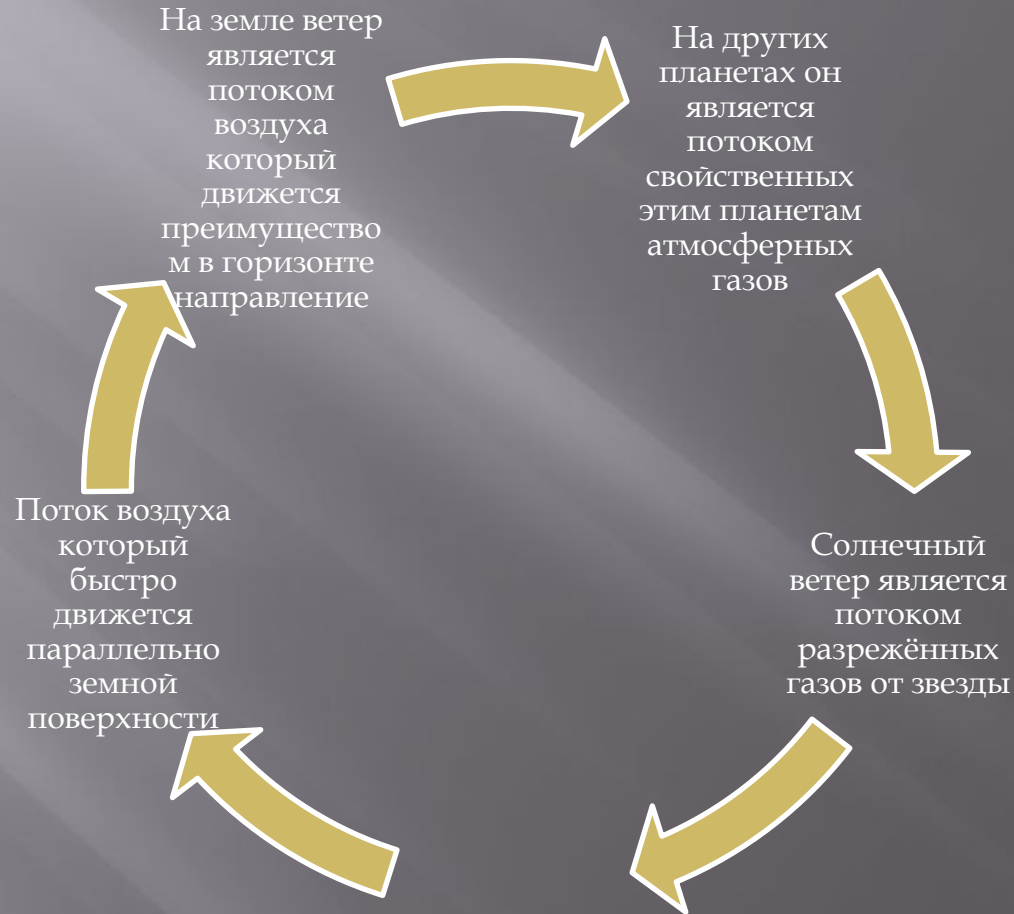 На земле ветер
является
потоком
воздуха
который
движется
преимущество
м в горизонте
направление
На других
планетах он
является
потоком
свойственных
этим планетам
атмосферных
газов
Солнечный
ветер является
потоком
разрежённых
газов от звезды
Поток воздуха
который
быстро
движется
параллельно
земной
поверхности